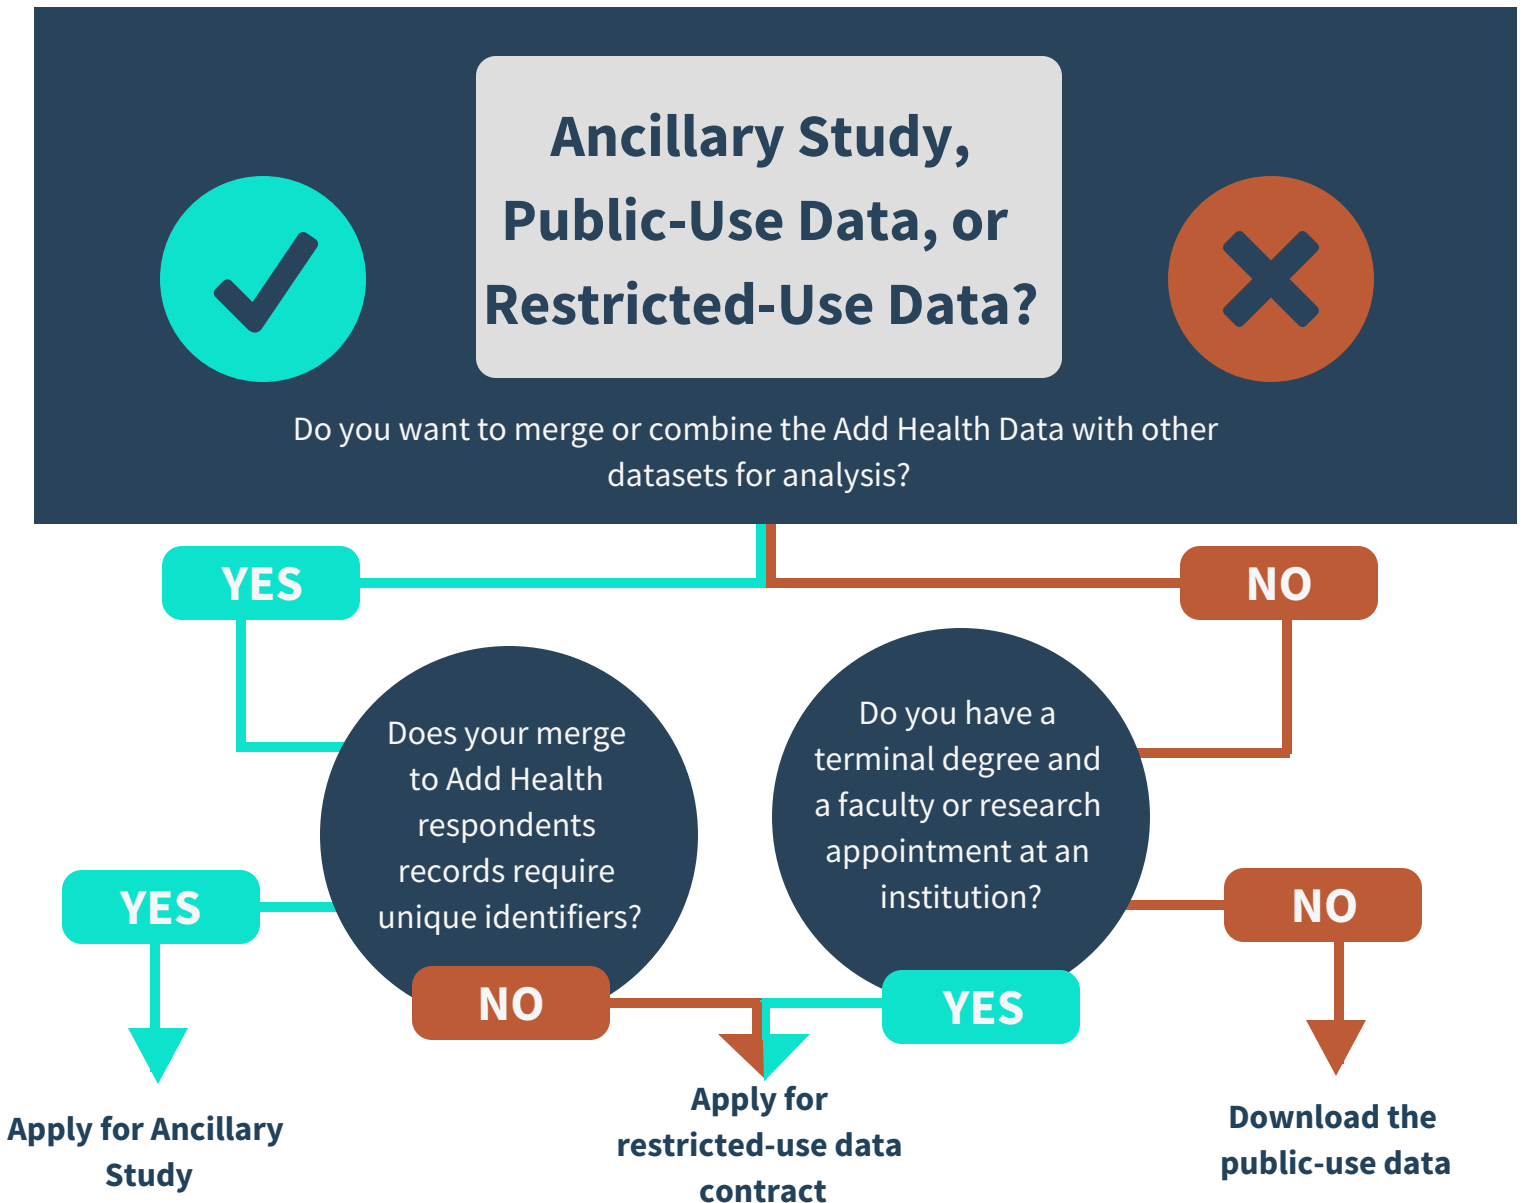 Ancillary Study,
Public-Use Data, or
Restricted-Use Data?
Do you want to merge or combine the Add Health Data with other
datasets for analysis?
YES
NO
Does your merge
to Add Health
respondents
records require
unique identifiers?
Do you have a
terminal degree and
a faculty or research
appointment at an
institution?
YES
NO
YES
NO
Apply for Ancillary
Study
Apply for
restricted-use data
contract
Download the
public-use data